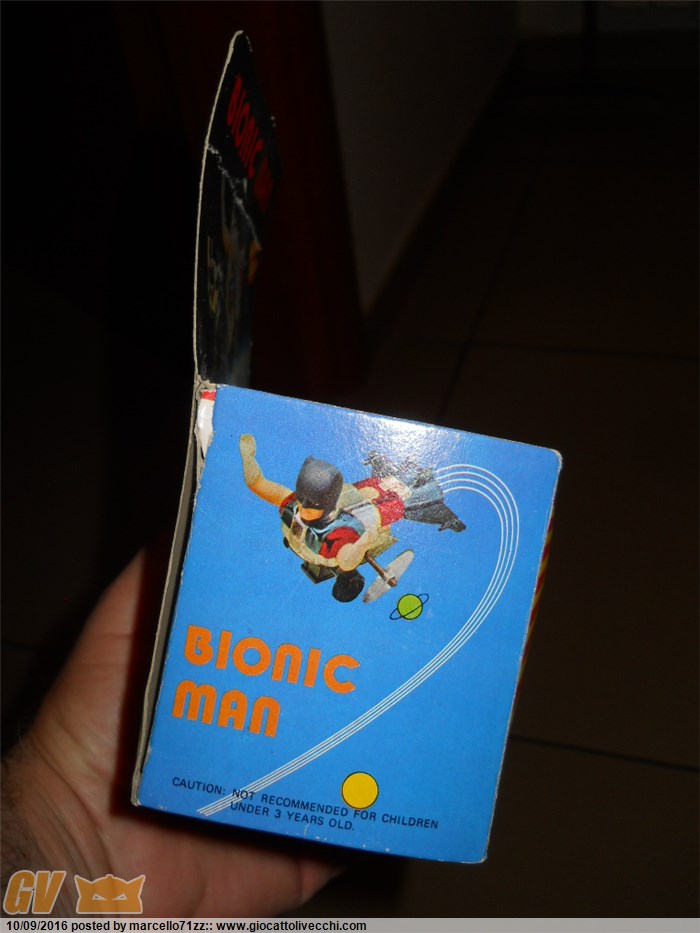 BIONIC
BIONIC
MAN
CAUTION: NOT RECOMMENDED FOR CHILDREN
UNDER 3 YEARS OLD.
GV
10/09/2016 posted by marcello71zz:: www.giocattolivecchi.com